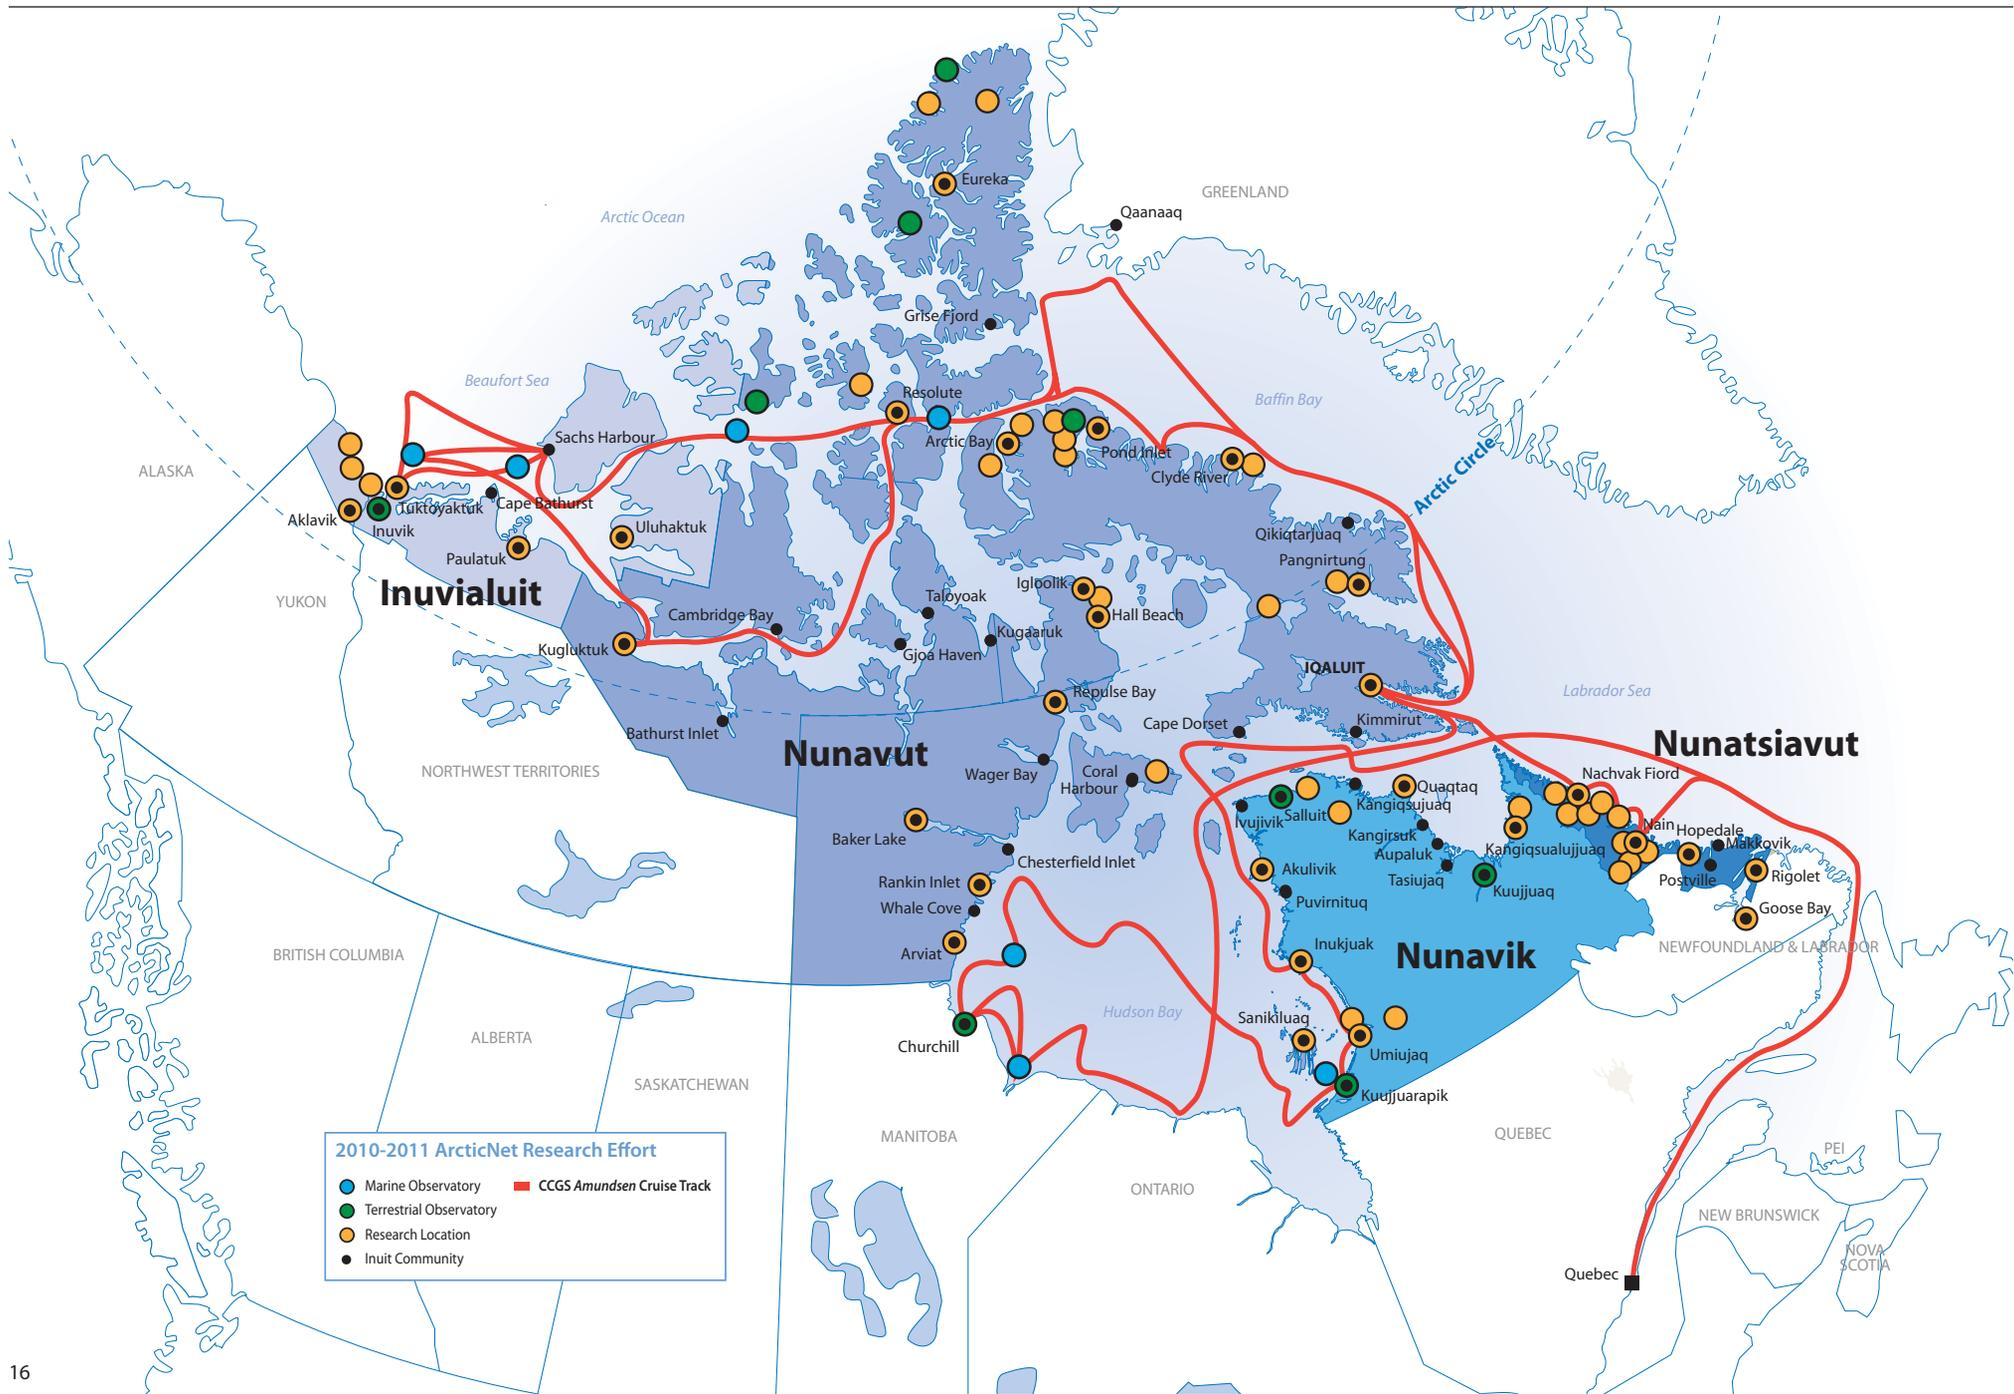 Eureka
GREENLAND
Qaanaaq
Arctic Ocean
Grise Fjord
Beaufort Sea
Resolute
Baffin Bay
Sachs Harbour
Arctic Bay
Pond Inlet
Clyde River
Arctic Circle
ALASKA
Cape Bathurst
Tuktoyaktuk
Aklavik
Inuvik
Uluhaktuk
Paulatuk
Qikiqtarjuaq
Pangnirtung
Inuvialuit
YUKON
Igloolik
Taloyoak
Hall Beach
Cambridge Bay
Kugaaruk
Kugluktuk
Gjoa Haven
IQALUIT
Repulse Bay
Labrador Sea
Cape Dorset
Kimmirut
Bathurst Inlet
Nunavut
Nunatsiavut
NORTHWEST TERRITORIES
Wager Bay
Coral
Harbour
Nachvak Fiord
Quaqtaq
Kangiqsujuaq
Ivujivik
Salluit
Kangirsuk
Nain
Hopedale
Makkovik
Baker Lake
Aupaluk
Kangiqsualujjuaq
Chesterfield Inlet
Akulivik
Tasiujaq
Kuujjuaq
Postville
Rigolet
Rankin Inlet
Puvirnituq
Whale Cove
Goose Bay
Arviat
Inukjuak
NEWFOUNDLAND & LABRADOR
BRITISH COLUMBIA
Nunavik
Hudson Bay
Sanikiluaq
ALBERTA
Churchill
Umiujaq
SASKATCHEWAN
Kuujjuarapik
MANITOBA
QUEBEC
PEI
2010-2011 ArcticNet Research Effort
Marine Observatory
CCGS Amundsen Cruise Track
Terrestrial Observatory
Research Location
Inuit Community
ONTARIO
NEW BRUNSWICK
NOVA
SCOTIA
Quebec
16